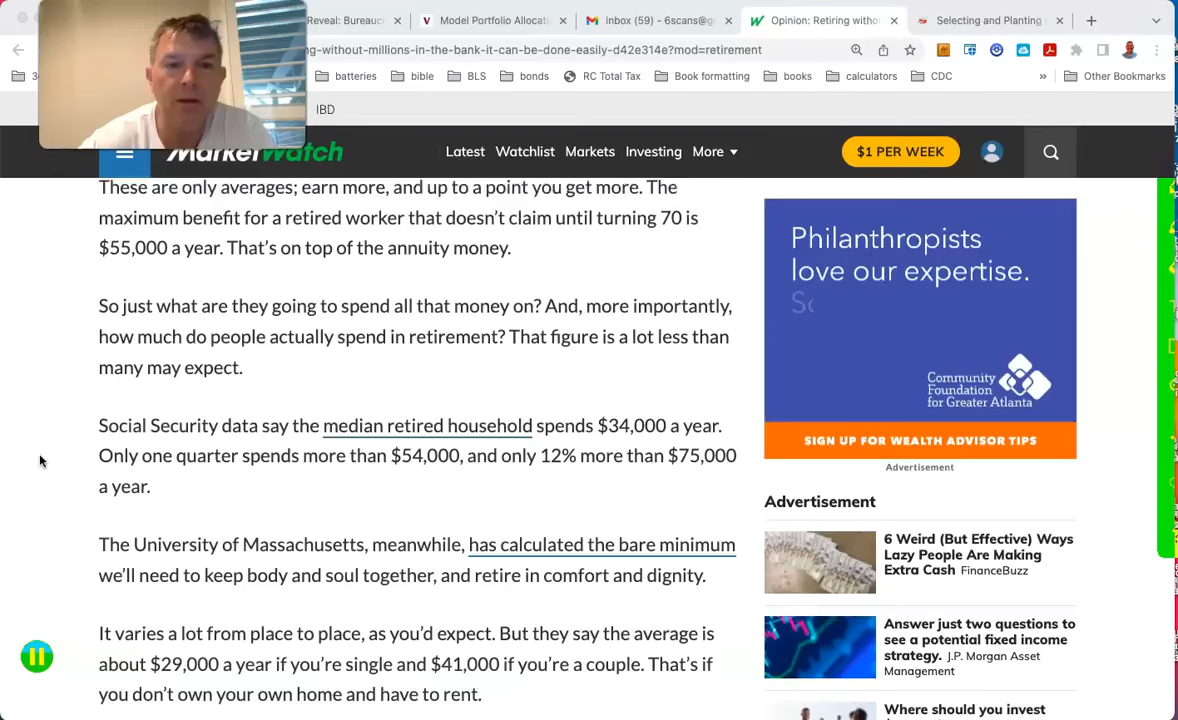 Reveal: Bureauc
Model Portfolio Allocati
Inbox (59) - 6scans@g
Opinion: Retiring witho
Selecting and Planting
ng-without-millions-in-the-bank-it-can-be-done-easily-d42e314e?mod=retirement
batteries
bible
BLS
bonds
RC Total Tax
Book formatting
books
calculators
CDC
»
Other Bookmarks
IBD
MarketWatch
Latest
Watchlist
Markets
Investing
More
$1 PER WEEK
These are only averages; earn more, and up to a point you get more. The
maximum benefit for a retired worker that doesn’t claim until turning 70 is
$55,000 a year. That’s on top of the annuity money.
So just what are they going to spend all that money on? And, more importantly,
how much do people actually spend in retirement? That figure is a lot less than
many may expect.
Social Security data say the median retired household spends $34,000 a year.
Only one quarter spends more than $54,000, and only 12% more than $75,000
a year.
The University of Massachusetts, meanwhile, has calculated the bare minimum
we’ll need to keep body and soul together, and retire in comfort and dignity.
It varies a lot from place to place, as you’d expect. But they say the average is
about $29,000 a year if you’re single and $41,000 if you’re a couple. That’s if
you don’t own your own home and have to rent.
Philanthropists
love our expertise.
So
Community
Foundation
for Greater Atlanta
SIGN UP FOR WEALTH ADVISOR TIPS
Advertisement
Advertisement
6 Weird (But Effective) Ways
Lazy People Are Making
Extra Cash FinanceBuzz
Answer just two questions to
see a potential fixed income
strategy. J.P. Morgan Asset
Management
Where should you invest